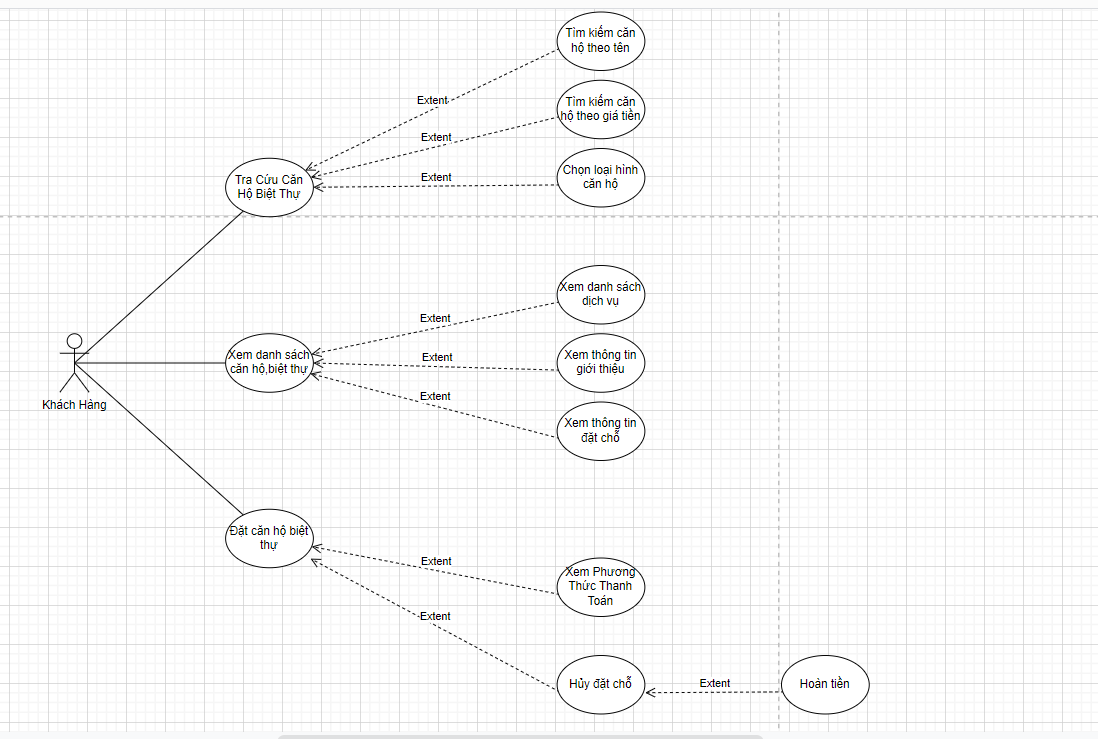 Tìm kiếm căn
hộ theo tên
Extent
Tìm kiếm căn
hộ theo giá tiền
Extent
Chọn loại hình
căn hộ
Extent
Tra Cứu Căn
Hộ Biệt Thự
Xem danh sách
dịch vụ
Extent
Xem danh sách
căn hộ,biệt thự
Extent
Xem thông tin
giới thiệu
Extent
Xem thông tin
đặt chỗ
Khách Hàng
Đặt căn hộ biêt
thự
Extent
Xem Phương
Thức Thanh
Toán
Extent
Hủy đặt chỗ
Extent
Hoán tiền